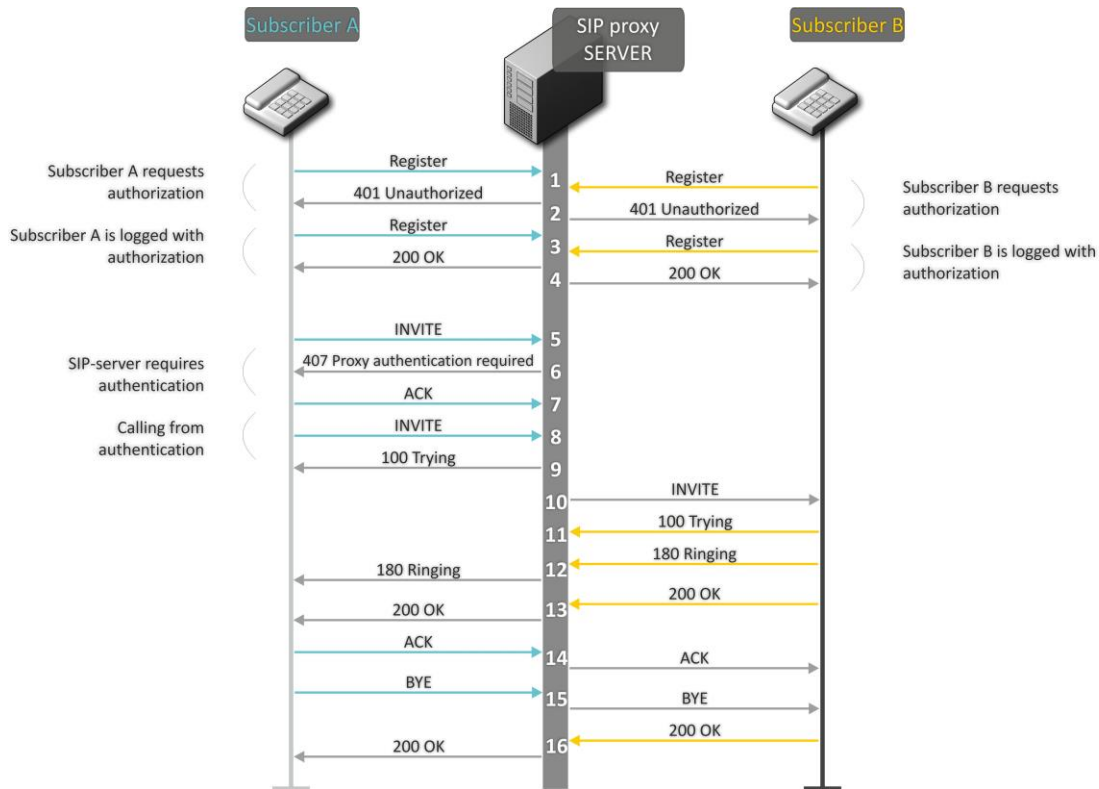 Subscriber A
SIP proxy
SERVER
Subscriber B
Subscriber A requests
authorization
Register
1
Register
Subscriber B requests
authorization
401 Unauthorized
2
401 Unauthorized
Subscriber A is logged with
authorization
Register
3
Register
Subscriber B is logged with
authorization
200 OK
4
200 OK
INVITE
5
SIP-server requires
authentication
407 Proxy authentication required
6
ACK
7
Calling from
authentication
INVITE
8
100 Trying
9
INVITE
10
100 Trying
11
180 Ringing
12
180 Ringing
200 OK
13
200 OK
ACK
14
ACK
BYE
15
BYE
200 OK
16
200 OK